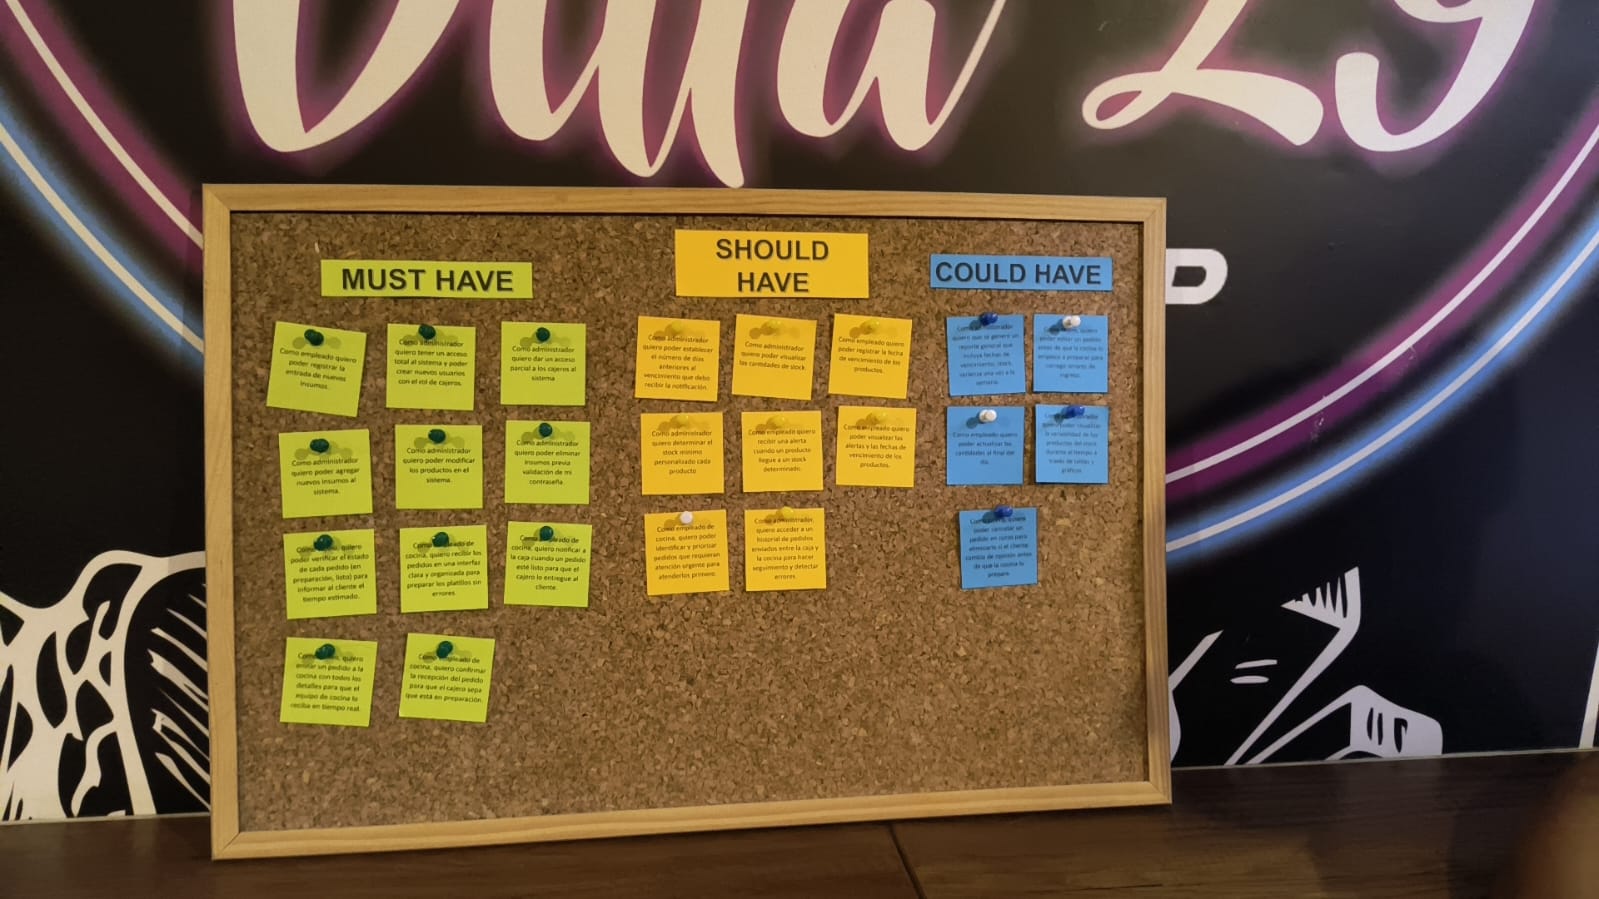 Villa 29
P
MUST HAVE
Como empleado quiero
poder registrar la
entrada de nuevos
insumos.
Como administrador
quiero tener un acceso
total al sistema y poder
crear nuevos usuarios
con el rol de cajeros.
Como administrador
quiero dar un acceso
parcial a los cajeros al
sistema
Como administrador
quiero poder agregar
nuevos insumos al
sistema.
Como administrador
quiero poder modificar
los productos en el
sistema.
Como administrador
quiero poder eliminar
insumos previa
validación de mi
contraseña.
quiero
poder verificar el estado
de cada pedido (en
preparación, listo) para
informar al cliente el
tiempo estimado.
Como empleado de
cocina, quiero recibir los
pedidos en una interfaz
clara y organizada para
preparar los platillos sin
errores.
Como empleado de
cocina, quiero notificar a
la caja cuando un pedido
esté listo para que el
cajero lo entregue al
cliente.
quiero
enviar un pedido a la
cocina con todos los
detalles para que el
equipo de cocina lo
reciba en tiempo real.
Como empleado de
cocina, quiero confirmar
la recepción del pedido
para que el cajero sepa
que está en preparación.
SHOULD
HAVE
Como administrador
quiero poder establecer
el número de días
anteriores al
vencimiento que debo
recibir la notificación.
Como administrador
quiero poder visualizar
las cantidades de stock.
Como empleado quiero
poder registrar la fecha
de vencimiento de los
productos.
Como administrador
quiero determinar el
stock mínimo
personalizado cada
producto
Como empleado quiero
recibir una alerta
cuando un producto
llegue a un stock
determinado.
Como empleado quiero
poder visualizar las
alertas y las fechas de
vencimiento de los
productos.
Como empleado de
cocina, quiero poder
identificar y priorizar
pedidos que requieran
atención urgente para
atenderlos primero.
Como administrador,
quiero acceder a un
historial de pedidos
enviados entre la caja y
la cocina para hacer
seguimiento y detectar
errores.
COULD HAVE
Como administrador
quiero que se genere un
reporte general que
incluya fechas de
vencimiento, stock,
una vez a la
semana.
quiero
poder editar un pedido
antes de que la cocina lo
empiece a preparar para
corregir errores de
ingreso.
Como empleado quiero
poder actualizar las
cantidades al final del
día.
quiero poder visualizar
la variabilidad de los
productos del stock
durante el tiempo a
través de tablas y
gráficos.
quiero
poder cancelar un
pedido en curso para
eliminarlo si el cliente
cambia de opinión antes
de que la cocina lo
prepare.